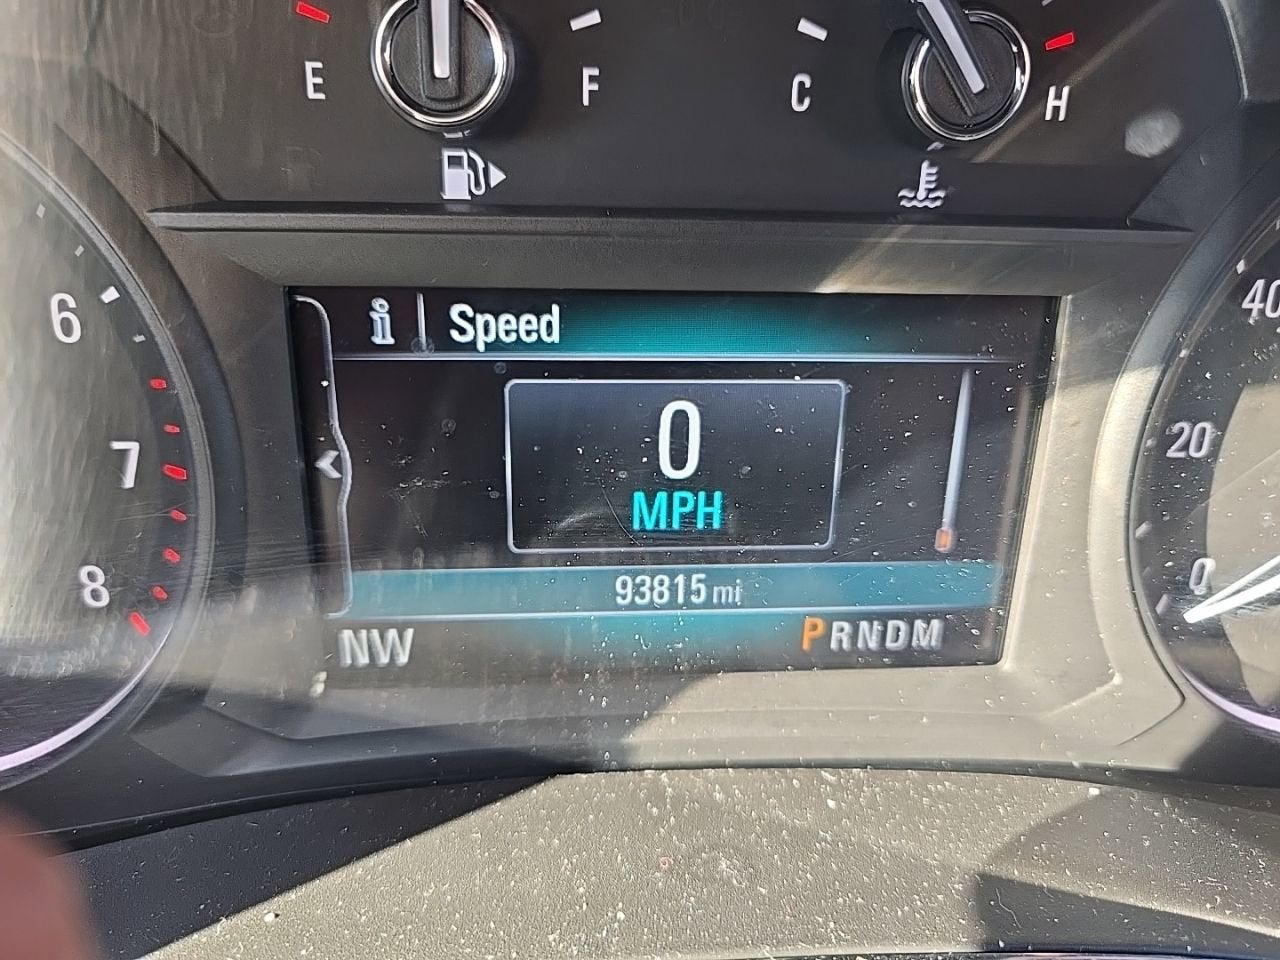 E F C H
6
7
8
i Speed
0
MPH
93815 mi
NW PRNDM
40
20
0